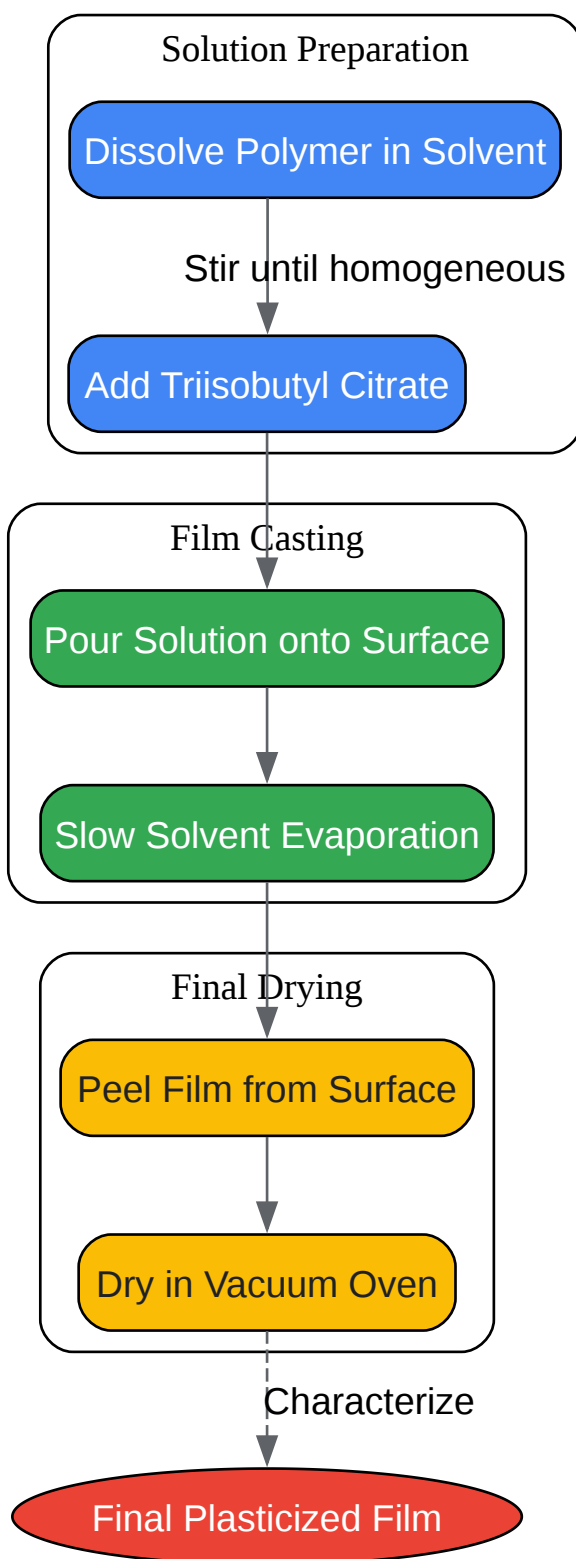 Solution Preparation
Dissolve Polymer in Solvent
Stir until homogeneous
Add Triisobutyl Citrate
Film Casting
Pour Solution onto Surface
Slow Solvent Evaporation
Final Drying
Peel Film from Surface
Dry in Vacuum Oven
Characterize
Final Plasticized Film